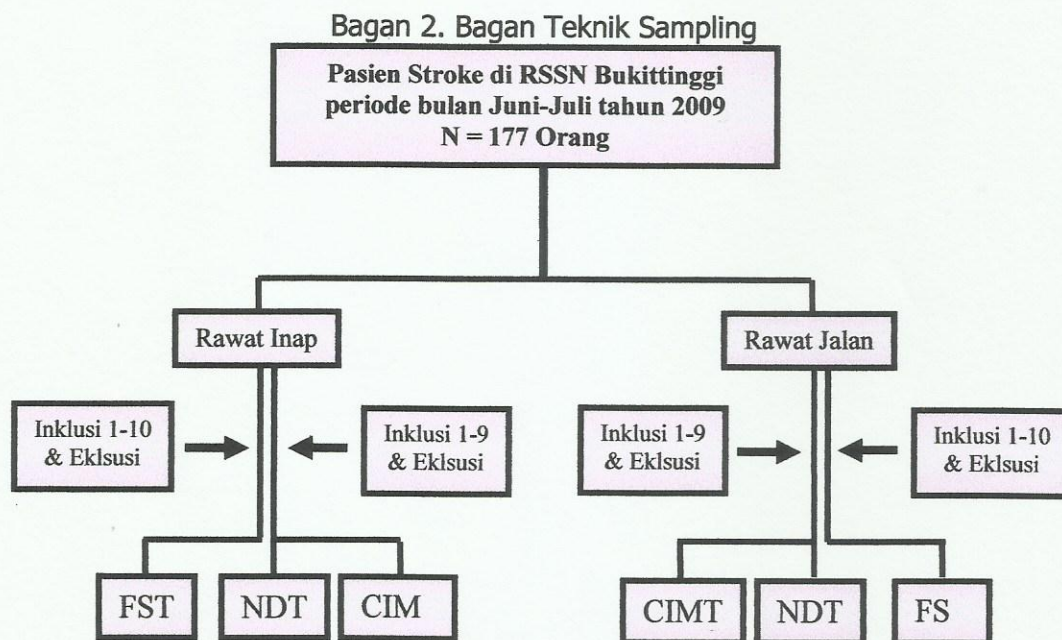 Bagan 2. Bagan Teknik Sampling
Pasien Stroke di RSSN Bukittinggi
periode bulan Juni-Juli tahun 2009
N = 177 Orang
Rawat Inap
Rawat Jalan
Inklusi 1-10
& Eklsusi
Inklusi 1-9
& Eklsusi
Inklusi 1-9
& Eklsusi
Inklusi 1-10
& Eklsusi
FST
NDT
CIM
CIMT
NDT
FS